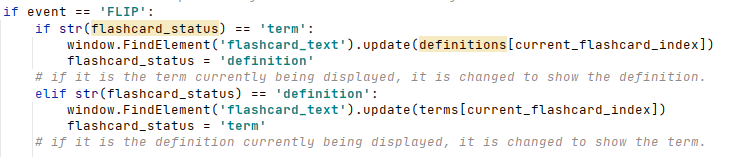 if event == 'FLIP':
    if str(flashcard_status) == 'term':
        window.FindElement('flashcard_text').update(definitions[current_flashcard_index])
        flashcard_status = 'definition'
    # if it is the term currently being displayed, it is changed to show the definition.
    elif str(flashcard_status) == 'definition':
        window.FindElement('flashcard_text').update(terms[current_flashcard_index])
        flashcard_status = 'term'
    # if it is the definition currently being displayed, it is changed to show the term.